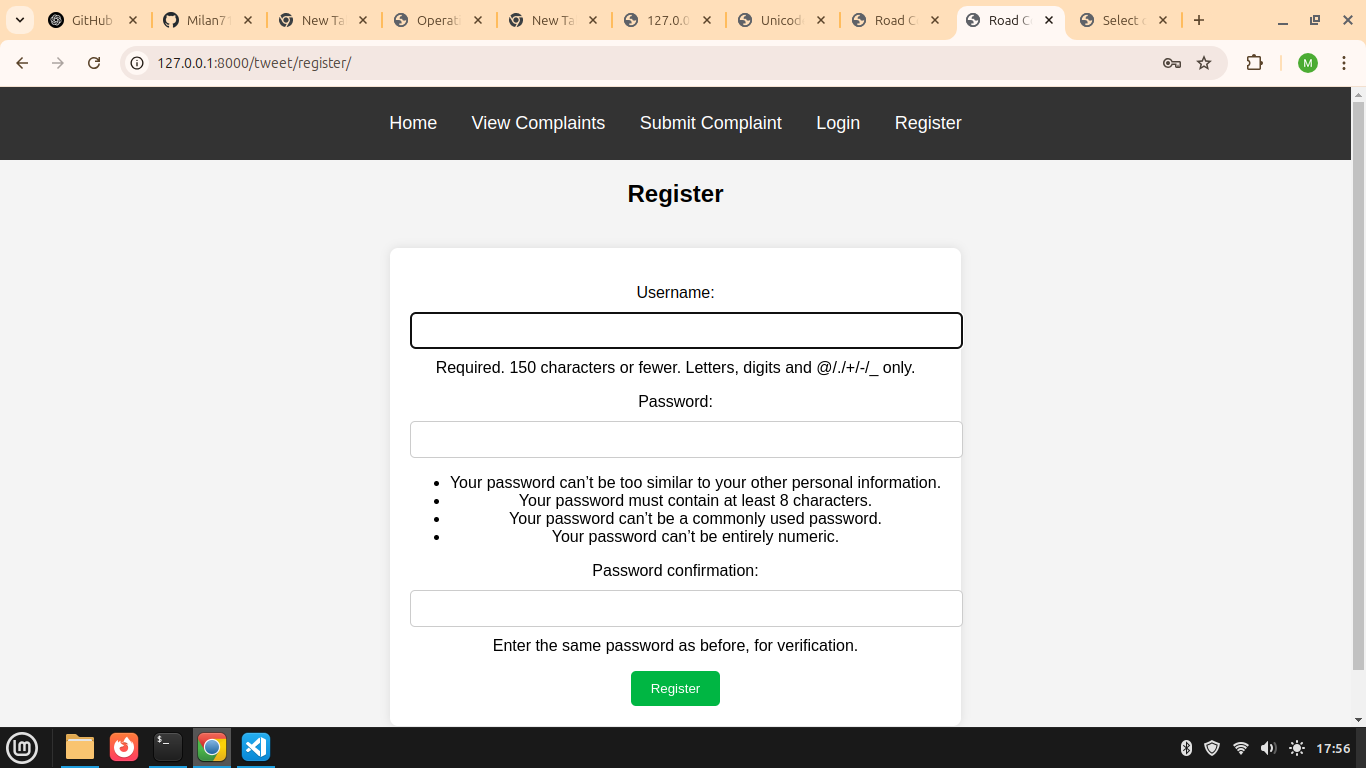 GitHub
Milan71
New Ta
Operati
New Ta
127.0.0
Unicod
Road C
Road C
Select
127.0.0.1:8000/tweet/register/
M
Home View Complaints Submit Complaint Login Register
Register
Username:
Required. 150 characters or fewer. Letters, digits and @/./+/-/_ only.
Password:
• Your password can’t be too similar to your other personal information.
• Your password must contain at least 8 characters.
• Your password can’t be a commonly used password.
• Your password can’t be entirely numeric.
Password confirmation:
Enter the same password as before, for verification.
Register
$_
17:56